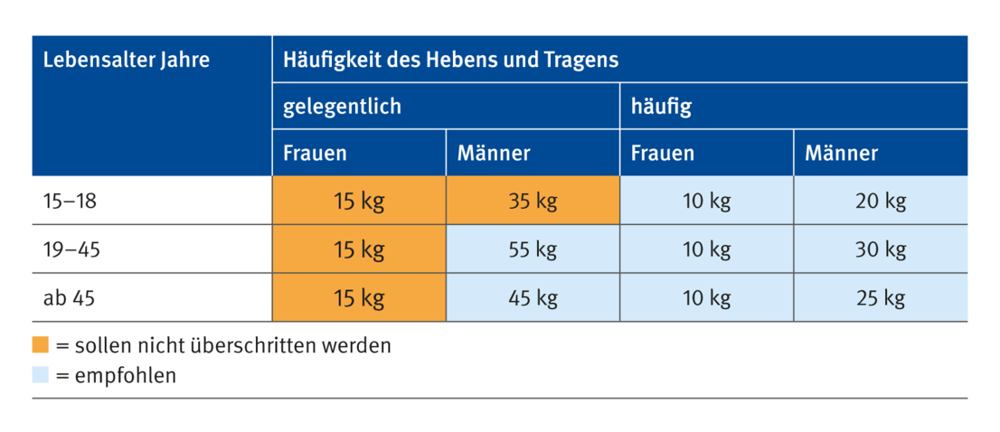 Lebensalter Jahre Häufigkeit des Hebens und Tragens
gelegentlich häufig
Frauen Männer Frauen Männer
15–18 15 kg 35 kg 10 kg 20 kg
19–45 15 kg 55 kg 10 kg 30 kg
ab 45 15 kg 45 kg 10 kg 25 kg
= sollen nicht überschritten werden
= empfohlen